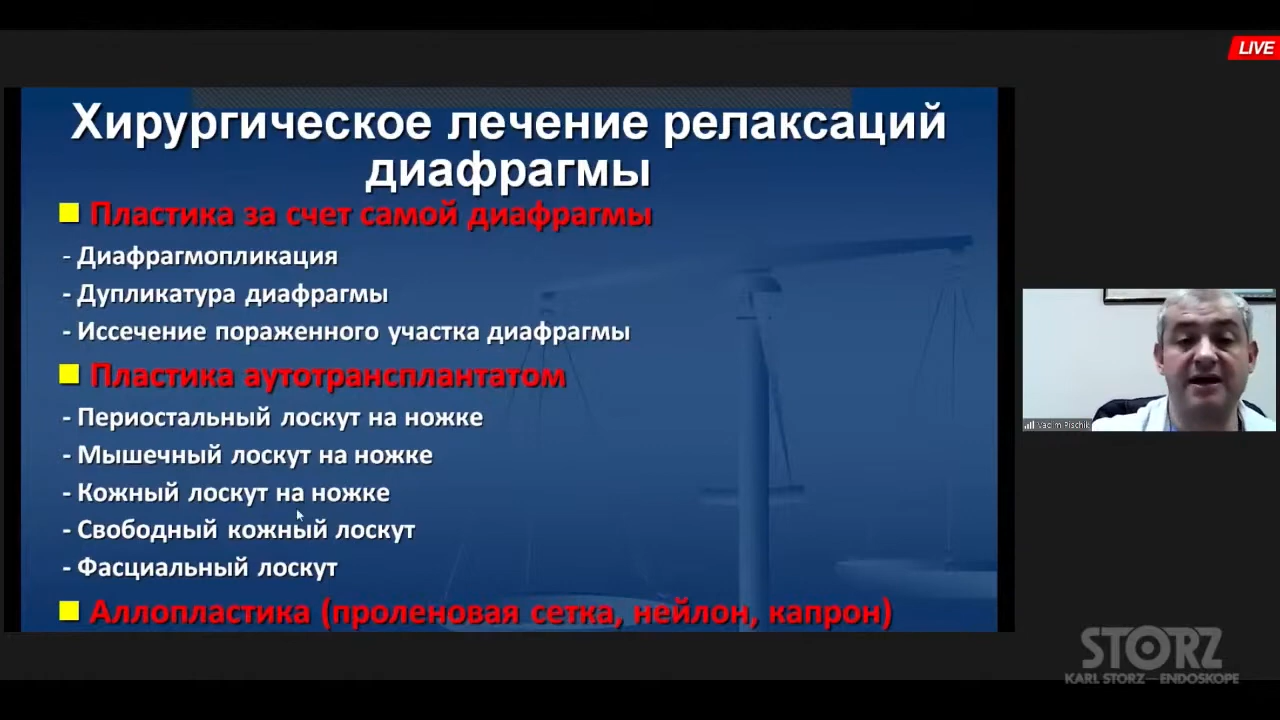 LIVE
Хирургическое лечение релаксаций
диафрагмы
Пластика за счет самой диафрагмы
- Диафрагмопликация
- Дупликатура диафрагмы
- Иссечение пораженного участка диафрагмы
Пластика аутотрансплантатом
- Периостальный лоскут на ножке
- Мышечный лоскут на ножке
- Кожный лоскут на ножке
- Свободный кожный лоскут
- Фасциальный лоскут
Аллопластика (проленовая сетка, нейлон, капрон)
Vadim Pischik
STORZ
KARL STORZ—ENDOSKOPE